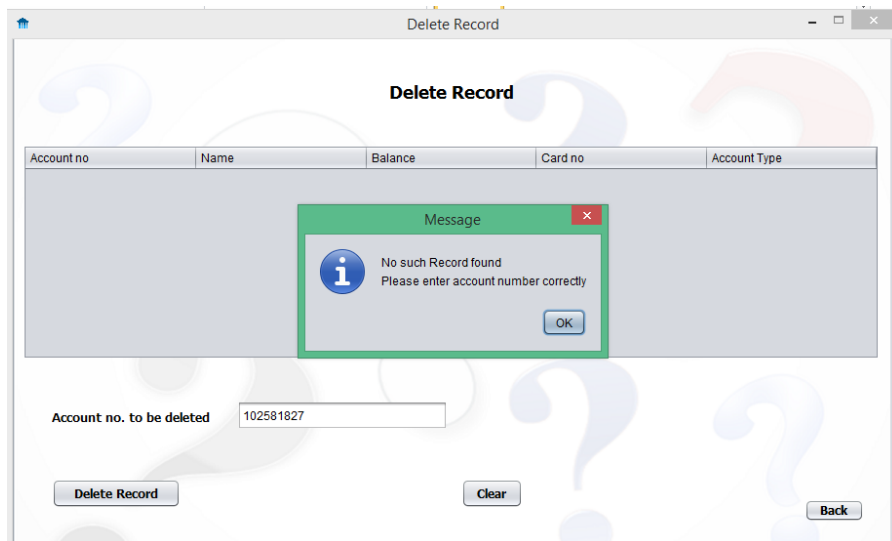 Delete Record
Delete Record
Account no Name Balance Card no Account Type
Message
No such Record found
Please enter account number correctly
OK
Account no. to be deleted 102581827
Delete Record Clear
Back